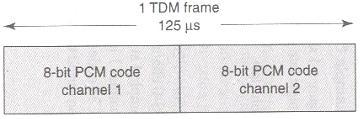 1 TDM frame
125 µs
8-bit PCM code
channel 1
8-bit PCM code
channel 2